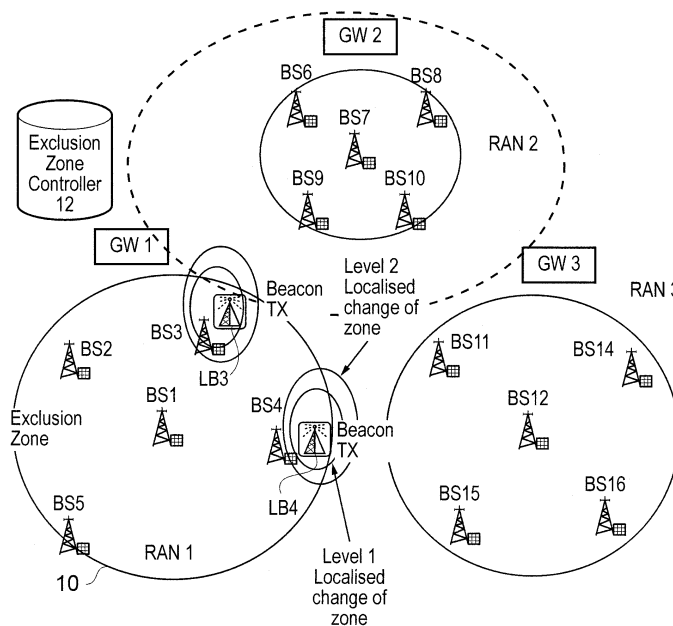 GW 2
BS6
BS8
BS7
RAN 2
Exclusion
Zone
Controller
12
BS9
BS10
GW 1
GW 3
Level 2
Localised
change of
zone
Beacon
TX
RAN 3
BS3
LB3
BS2
BS11
BS14
BS1
BS4
BS12
Exclusion
Zone
Beacon
TX
LB4
BS5
BS15
BS16
RAN 1
10
Level 1
Localised
change of
zone